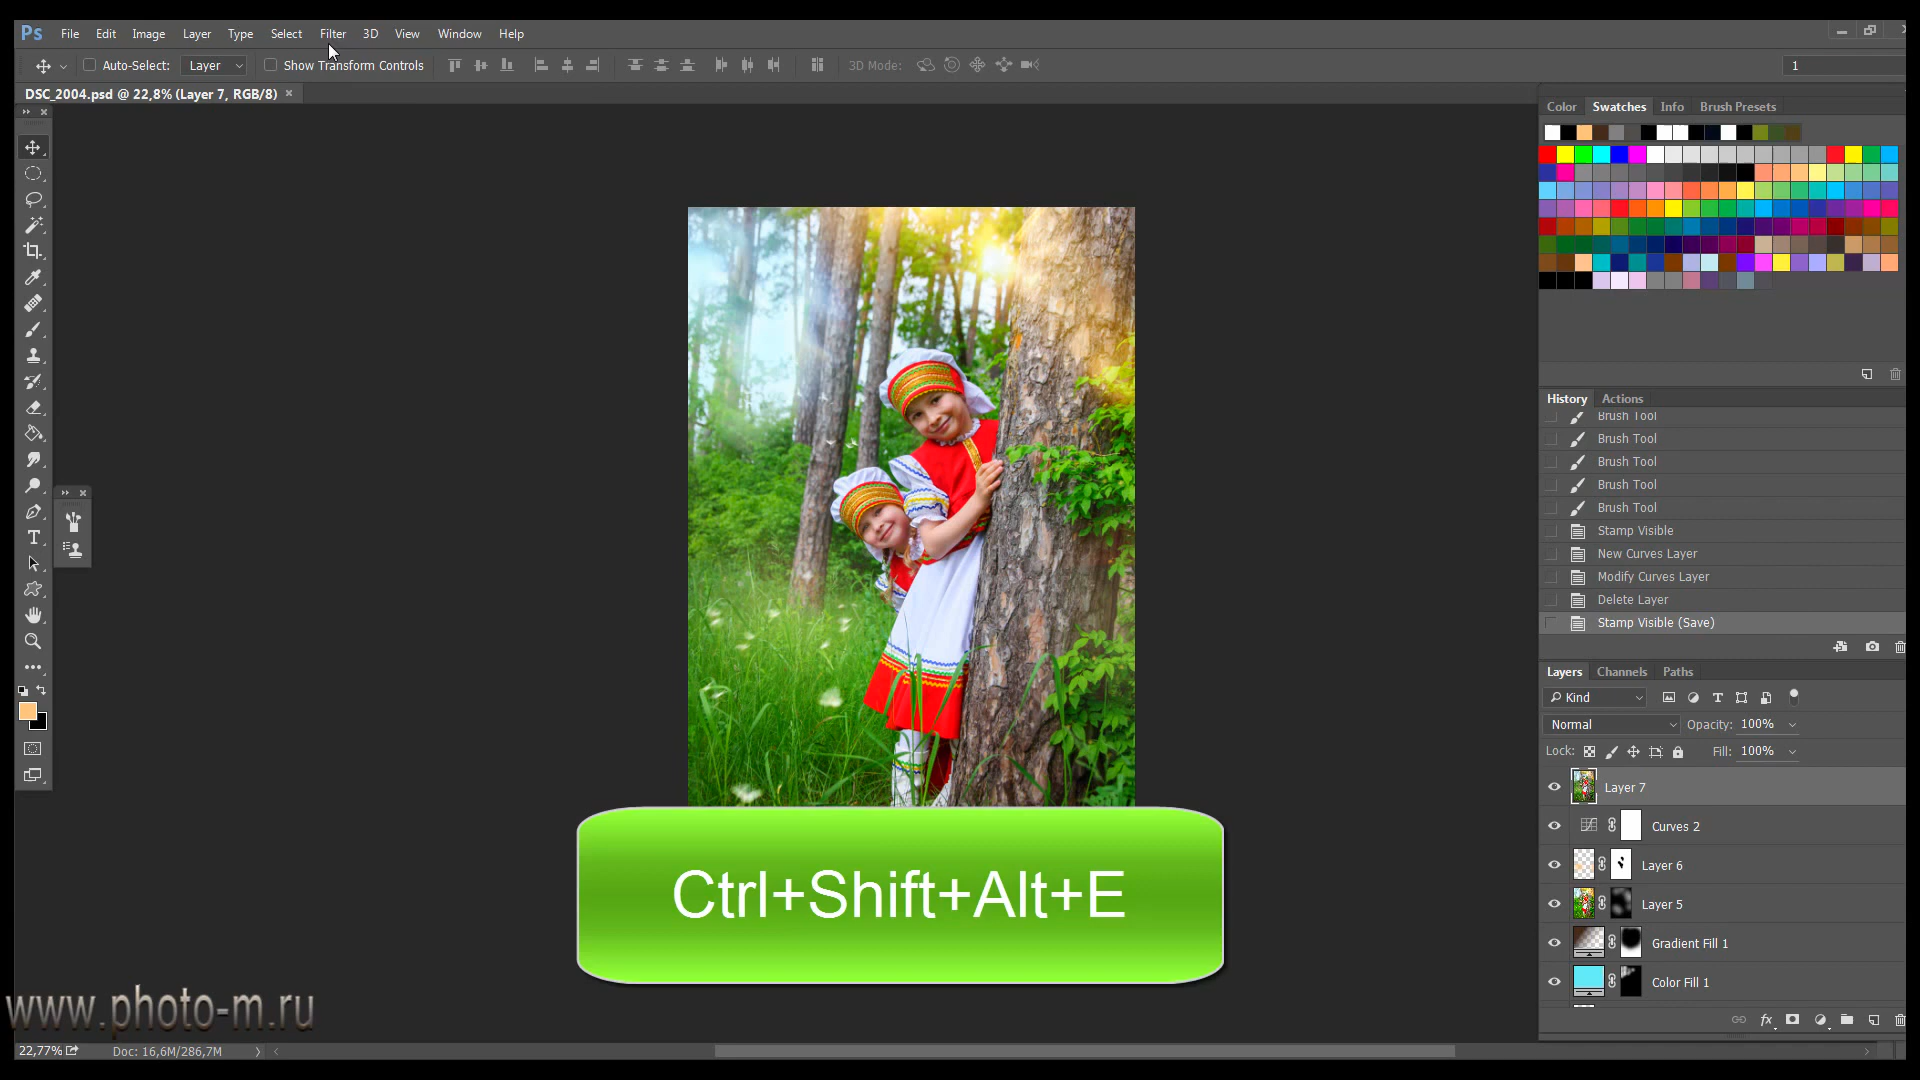 Ps File Edit Image Layer Type Select Filter 3D View Window Help
Auto-Select: Layer Show Transform Controls 3D Mode: 1
DSC_2004.psd @ 22,8% (Layer 7, RGB/8) ×
Color Swatches Info Brush Presets
History Actions
Brush Tool
Brush Tool
Brush Tool
Brush Tool
Brush Tool
Stamp Visible
New Curves Layer
Modify Curves Layer
Delete Layer
Stamp Visible (Save)
Layers Channels Paths
Kind
Normal Opacity: 100%
Lock: Fill: 100%
Layer 7
Curves 2
Layer 6
Layer 5
Gradient Fill 1
Color Fill 1
fx
Ctrl+Shift+Alt+E
www.photo-m.ru
22,77% Doc: 16,6M/286,7M